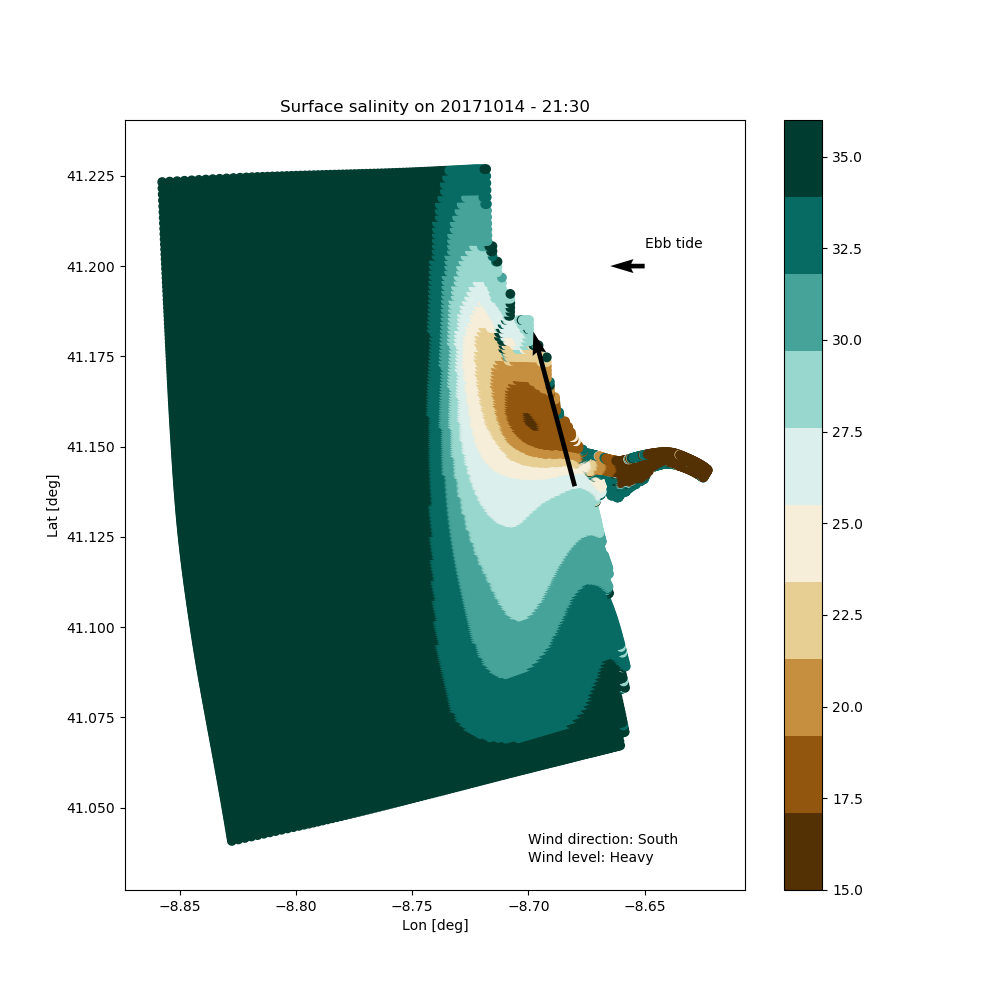 Surface salinity on 20171014 - 21:30
41.225
41.200
41.175
41.150
41.125
41.100
41.075
41.050
Lat [deg]
Ebb tide
Wind direction: South
Wind level: Heavy
−8.85 −8.80 −8.75 −8.70 −8.65
Lon [deg]
35.0
32.5
30.0
27.5
25.0
22.5
20.0
17.5
15.0